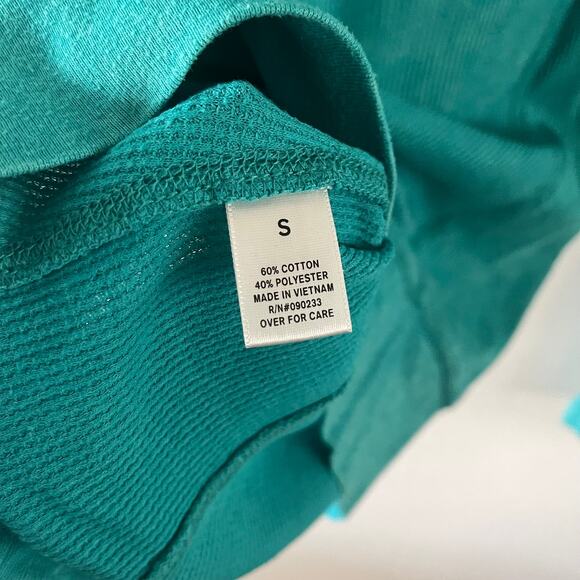 S
60% COTTON
40% POLYESTER
MADE IN VIETNAM
R/N#090233
OVER FOR CARE